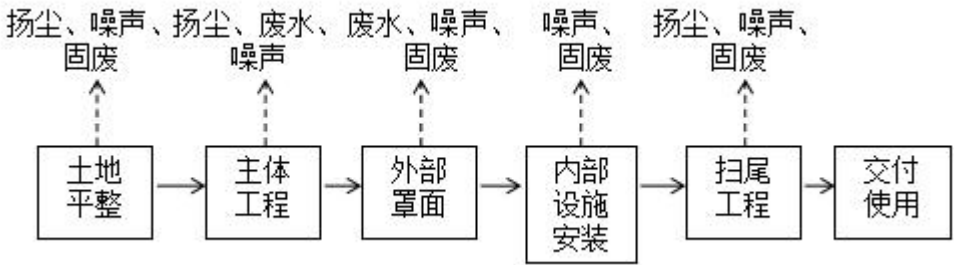 扬尘、噪声、
固废
扬尘、废水、
噪声
废水、噪声、
固废
噪声、
固废
扬尘、噪声、
固废
土地
平整
主体
工程
外部
罩面
内部
设施
安装
扫尾
工程
交付
使用